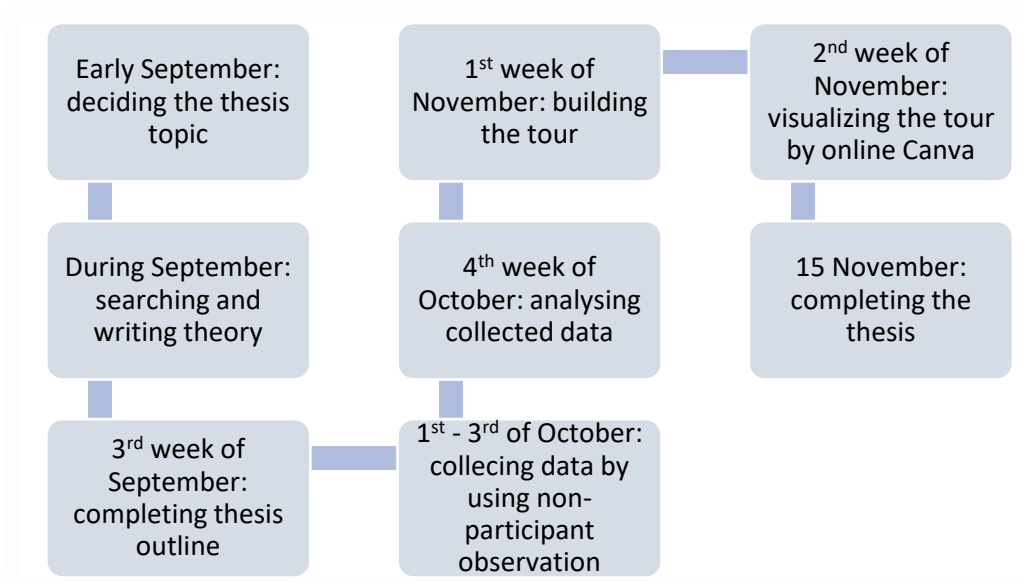 Early September:
deciding the thesis
topic
During September:
searching and
writing theory
3rd week of
September:
completing thesis
outline
1st - 3rd of October:
collecing data by
using non-
participant
observation
4th week of
October: analysing
collected data
1st week of
November: building
the tour
2nd week of
November:
visualizing the tour
by online Canva
15 November:
completing the
thesis